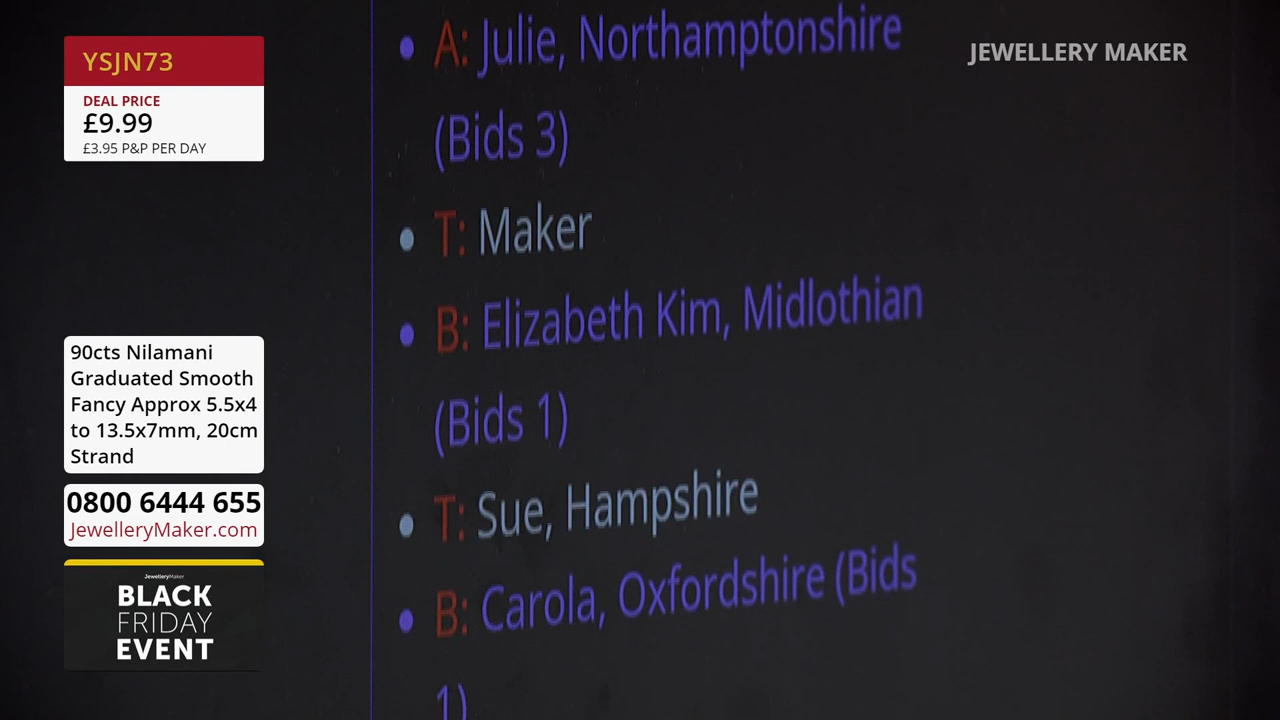 YSJN73
DEAL PRICE
£9.99
£3.95 P&P PER DAY
90cts Nilamani
Graduated Smooth
Fancy Approx 5.5x4
to 13.5x7mm, 20cm
Strand
0800 6444 655
JewelleryMaker.com
JewelleryMaker
BLACK
FRIDAY
EVENT
A: Julie, Northamptonshire
(Bids 3)
T: Maker
B: Elizabeth Kim, Midlothian
(Bids 1)
T: Sue, Hampshire
B: Carola, Oxfordshire (Bids
1)
JEWELLERY MAKER